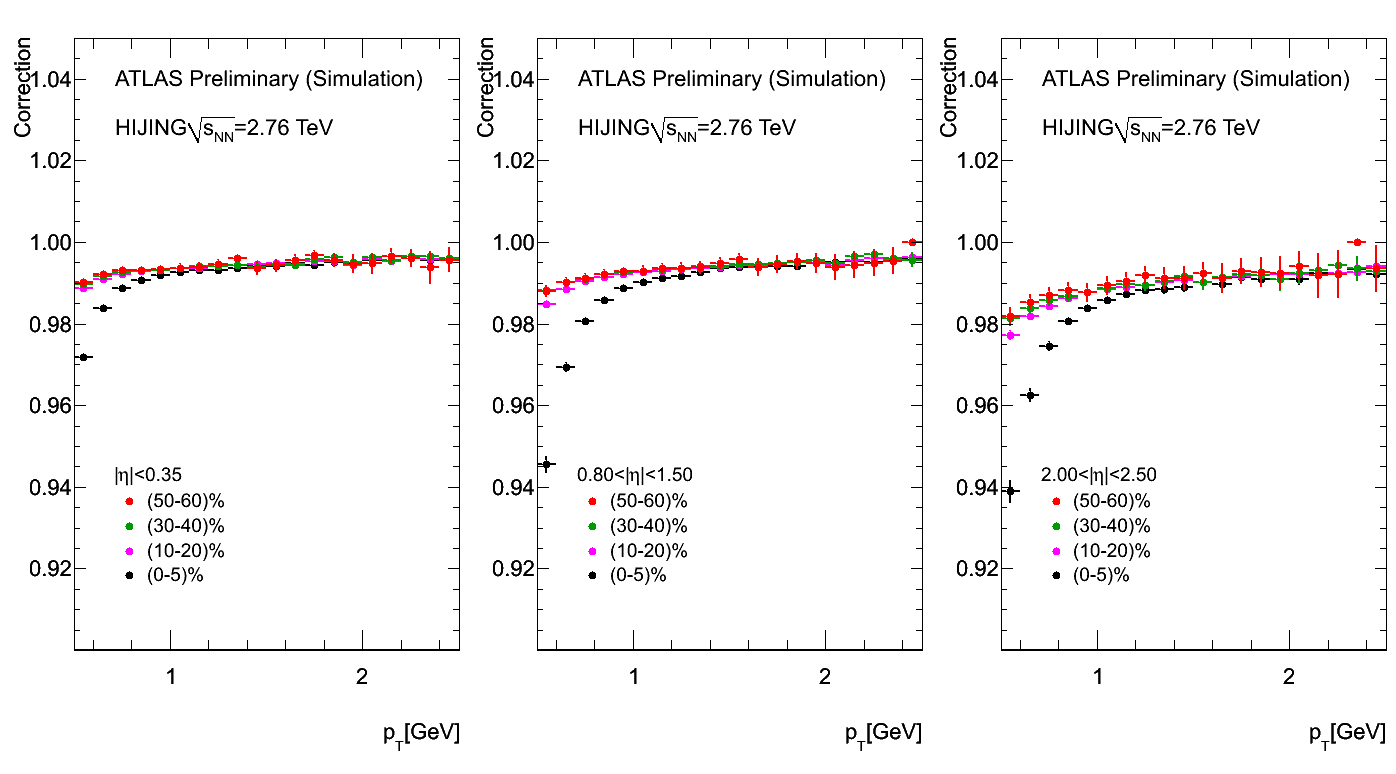 Correction
1.04
1.02
1.00
0.98
0.96
0.94
0.92
ATLAS Preliminary (Simulation)
HIJING√sNN=2.76 TeV
|η|<0.35
(50-60)%
(30-40)%
(10-20)%
(0-5)%
1 2
pT[GeV]
Correction
1.04
1.02
1.00
0.98
0.96
0.94
0.92
ATLAS Preliminary (Simulation)
HIJING√sNN=2.76 TeV
0.80<|η|<1.50
(50-60)%
(30-40)%
(10-20)%
(0-5)%
1 2
pT[GeV]
Correction
1.04
1.02
1.00
0.98
0.96
0.94
0.92
ATLAS Preliminary (Simulation)
HIJING√sNN=2.76 TeV
2.00<|η|<2.50
(50-60)%
(30-40)%
(10-20)%
(0-5)%
1 2
pT[GeV]